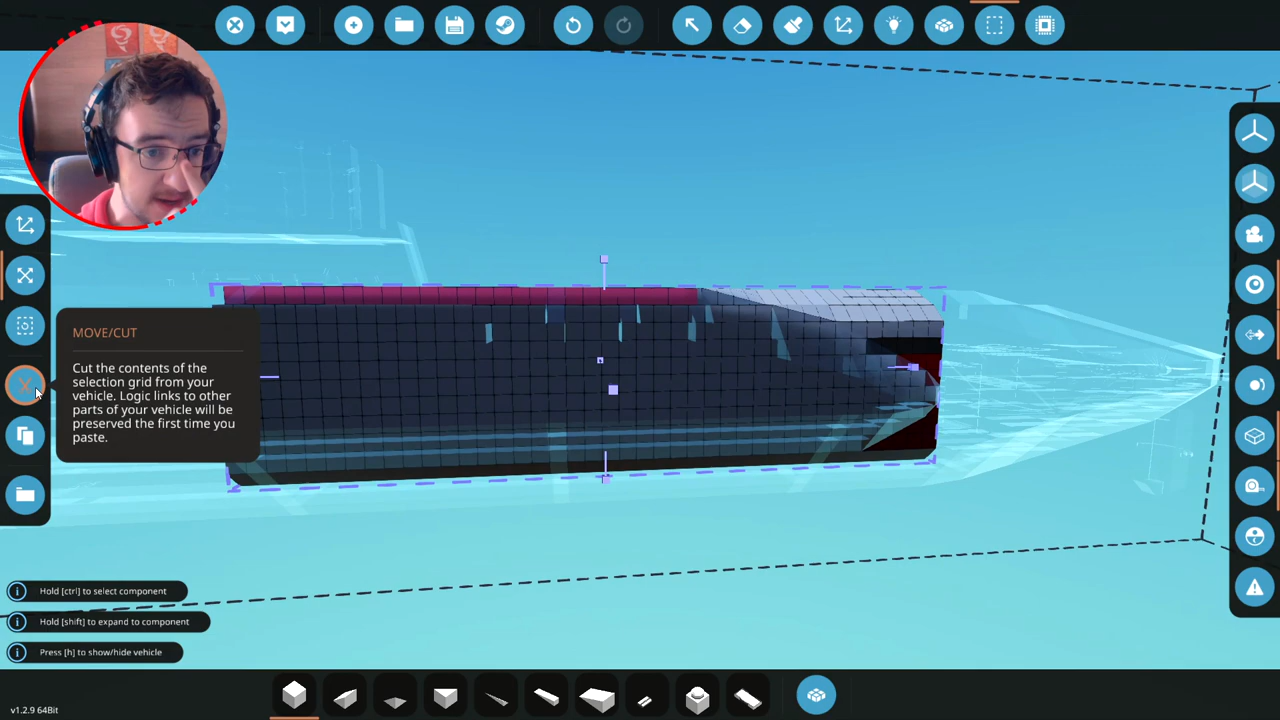 MOVE/CUT
Cut the contents of the
selection grid from your
vehicle. Logic links to other
parts of your vehicle will be
preserved the first time you
paste.
Hold [ctrl] to select component
Hold [shift] to expand to component
Press [h] to show/hide vehicle
v1.2.9 64Bit